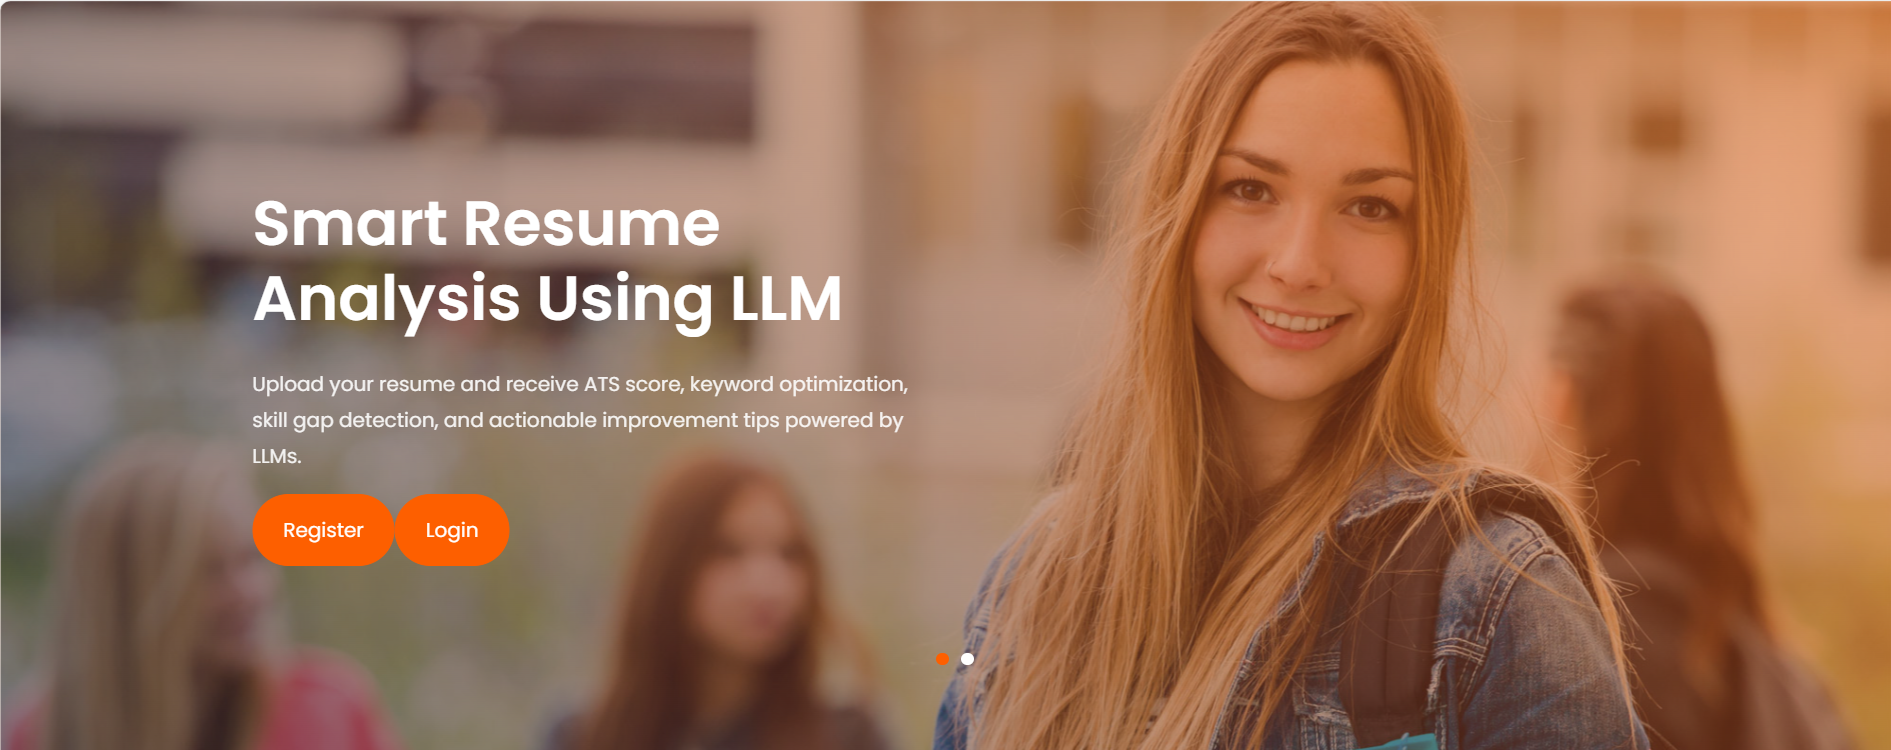 Smart Resume
Analysis Using LLM
Upload your resume and receive ATS score, keyword optimization,
skill gap detection, and actionable improvement tips powered by
LLMs.
Register Login